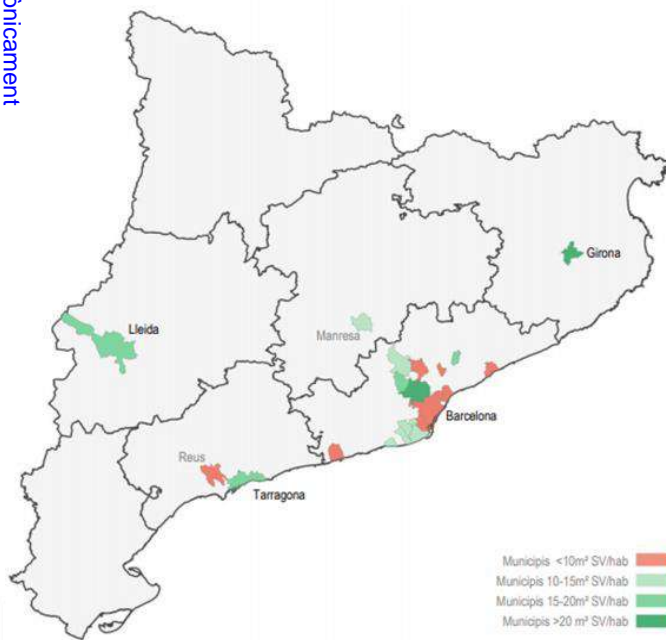 ònicament
Girona
Lleida
Manresa
Barcelona
Reus
Tarragona
Municipis <10m² SV/hab
Municipis 10-15m² SV/hab
Municipis 15-20m² SV/hab
Municipis >20 m² SV/hab